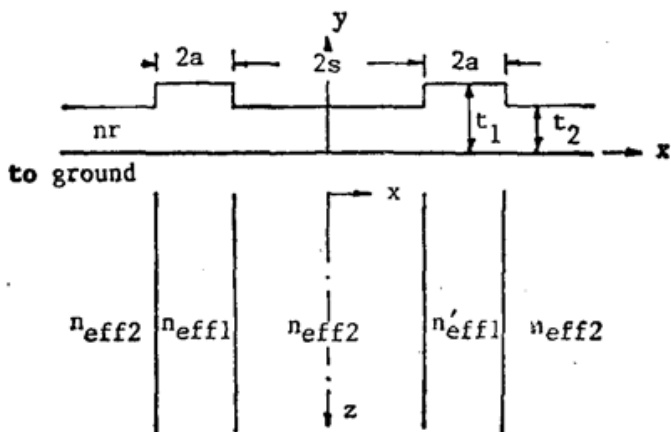 y
2a 2s 2a
nr t1 t2
x
to ground
x
neff2 neff1 neff2 n'eff1 neff2
z